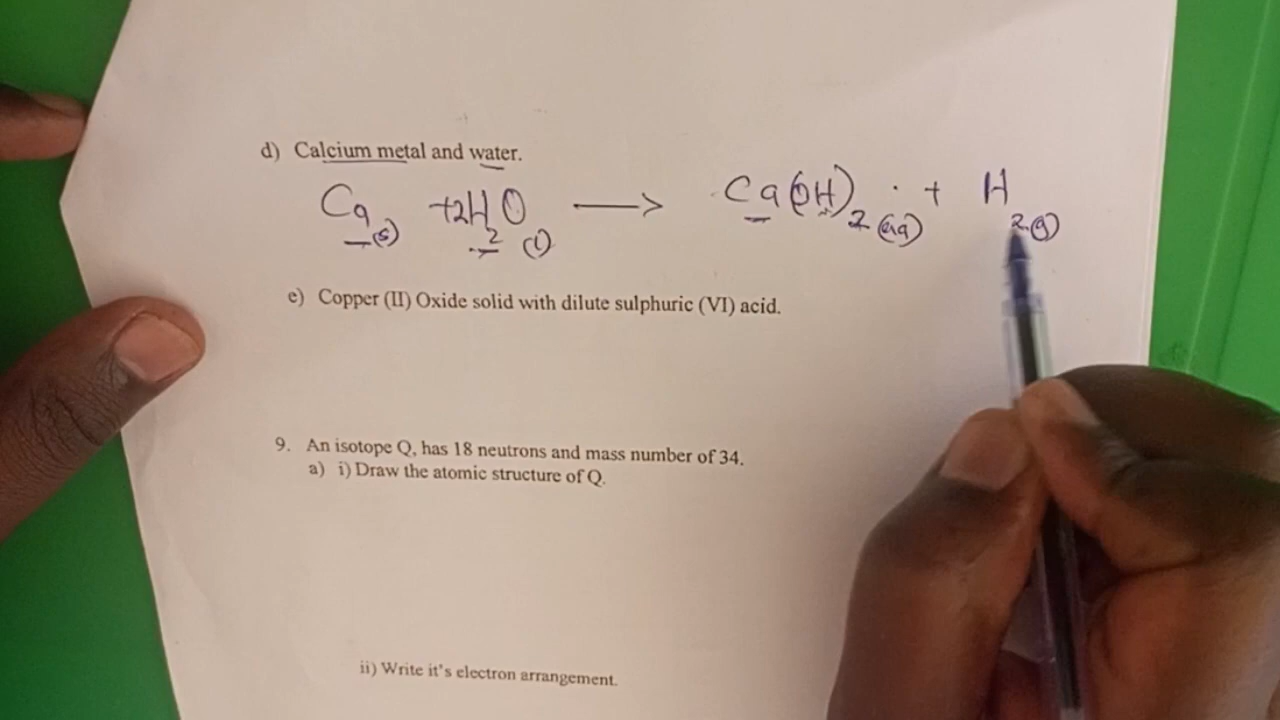 d) Calcium metal and water.
Ca(s) +2H2O(l) → Ca(OH)2(aq) + H2(g)
e) Copper (II) Oxide solid with dilute sulphuric (VI) acid.
9. An isotope Q, has 18 neutrons and mass number of 34.
a) i) Draw the atomic structure of Q.
ii) Write it's electron arrangement.